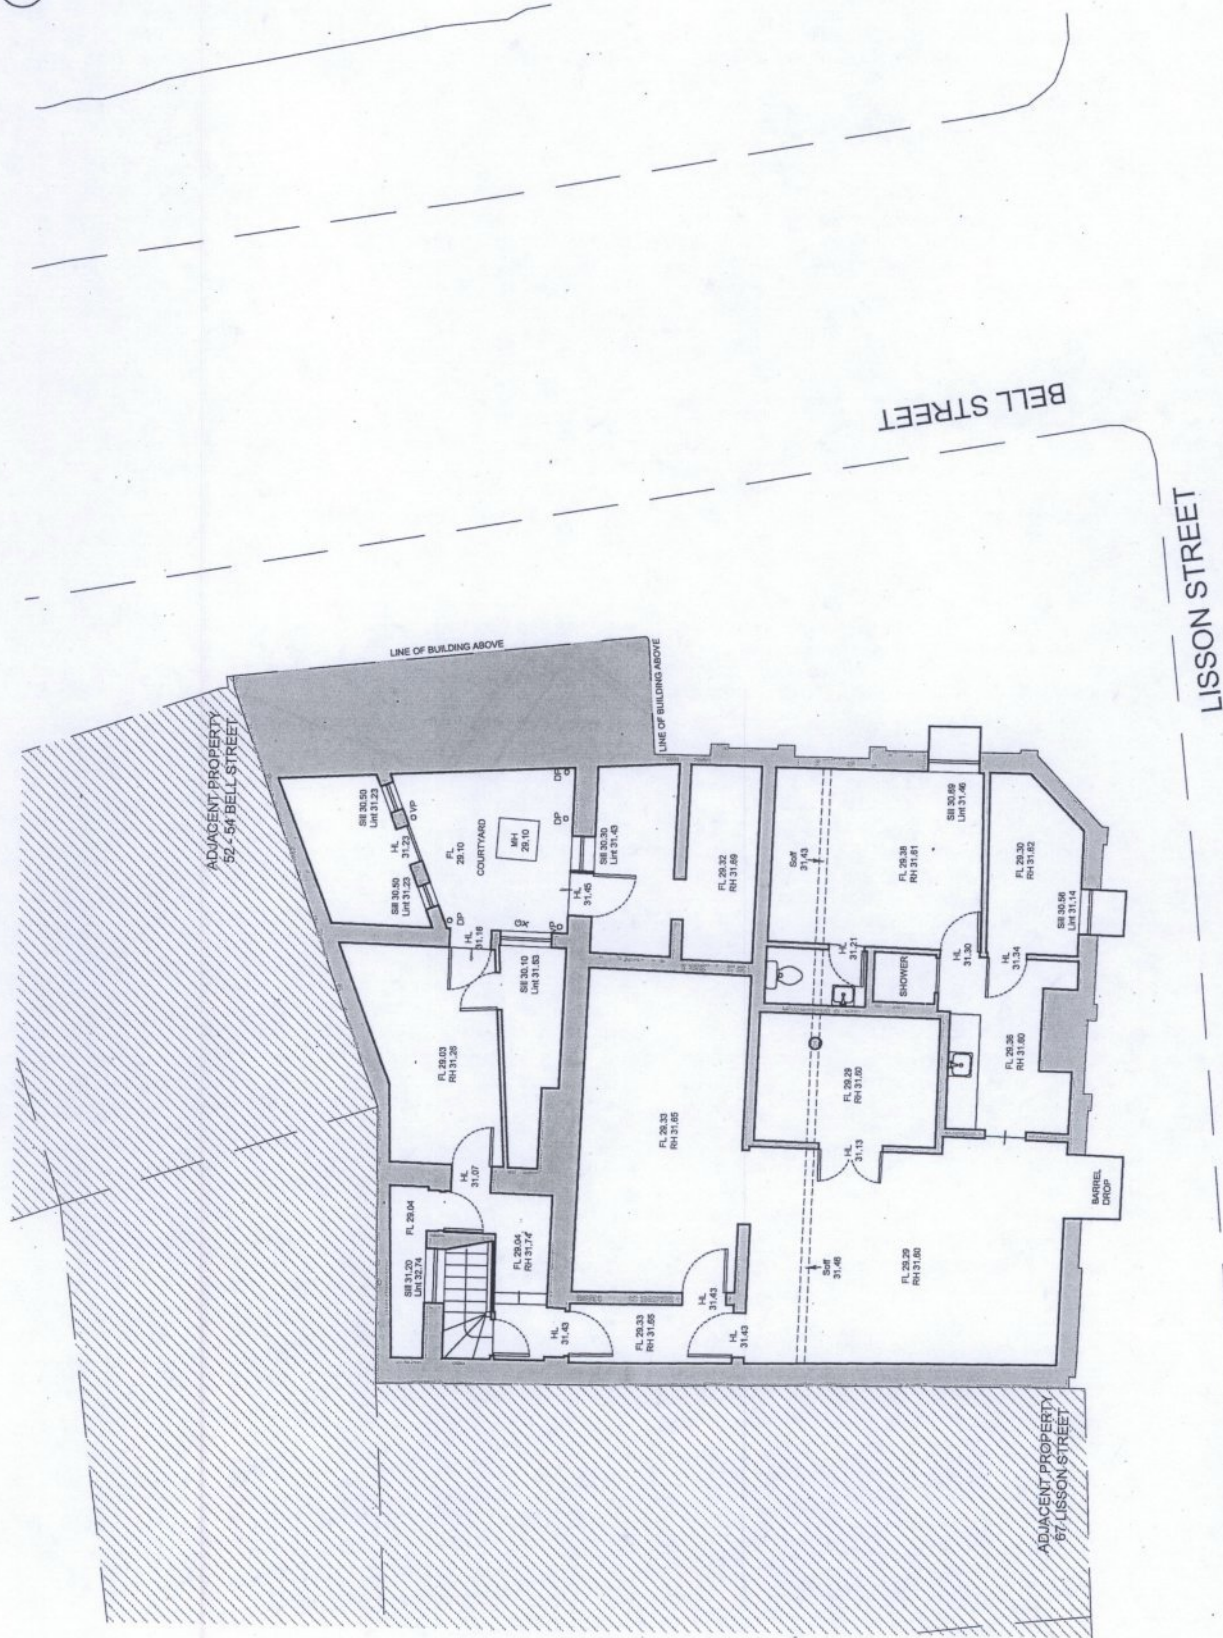 BELL STREET
LISSON STREET
LINE OF BUILDING ABOVE
LINE OF BUILDING ABOVE
ADJACENT PROPERTY
52 - 54 BELL STREET
Sill 30.50
Lint 31.23
HL
31.23
Sill 30.50
Lint 31.23
VP
DP
DP
FL
29.10
COURTYARD
MH
29.10
DP
HL
31.16
VP
HL
31.45
Sill 30.30
Lint 31.43
Sill 30.10
Lint 31.63
FL 29.03
RH 31.26
FL 29.32
RH 31.69
Soff
31.43
FL 29.38
RH 31.61
Sill 30.69
Lint 31.46
FL 29.30
RH 31.62
Sill 30.56
Lint 31.14
HL
31.21
SHOWER
HL
31.30
HL
31.34
FL 29.36
RH 31.60
FL 29.29
RH 31.60
HL
31.13
FL 29.33
RH 31.65
HL
31.07
FL 29.04
Sill 31.20
Lint 32.74
FL 29.04
RH 31.74
HL
31.43
FL 29.33
RH 31.65
HL
31.43
HL
31.43
Soff
31.48
FL 29.29
RH 31.60
BARREL
DROP
ADJACENT PROPERTY
67 LISSON STREET